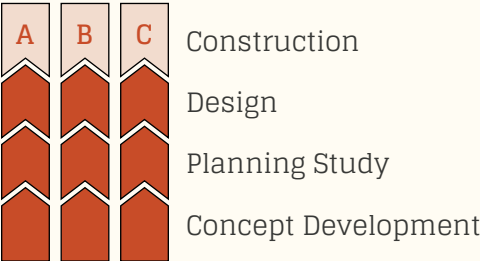 A B C Construction
Design
Planning Study
Concept Development